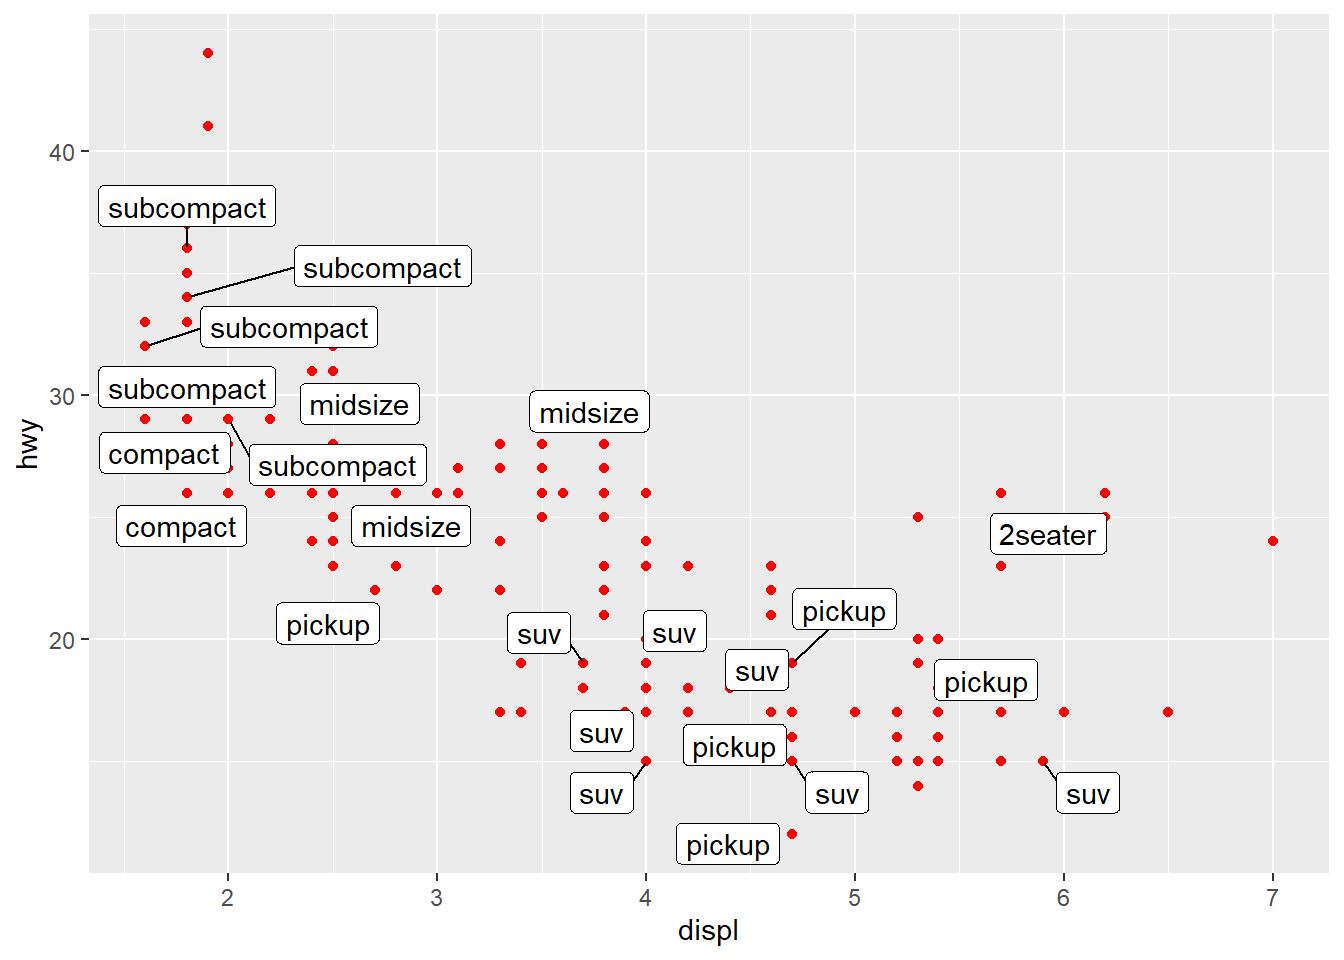 40
subcompact
subcompact
subcompact
subcompact
30
midsize
midsize
hwy
compact
subcompact
compact
midsize
2seater
pickup
pickup
suv
suv
20
suv
pickup
suv
pickup
suv
suv
suv
pickup
2
3
4
5
6
7
displ